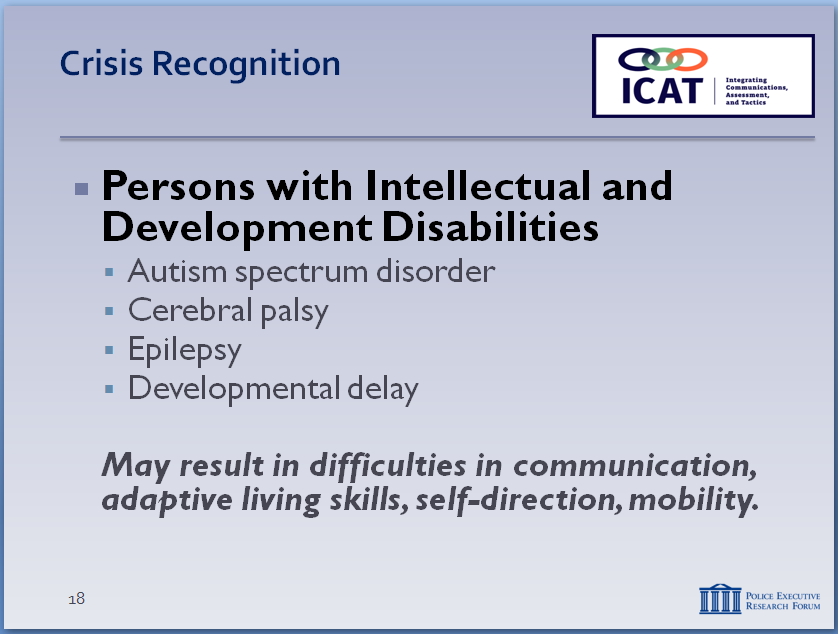 Crisis Recognition
ICAT
Integrating
Communications,
Assessment,
and Tactics
Persons with Intellectual and
Development Disabilities
Autism spectrum disorder
Cerebral palsy
Epilepsy
Developmental delay
May result in difficulties in communication,
adaptive living skills, self-direction, mobility.
18
POLICE EXECUTIVE
RESEARCH FORUM